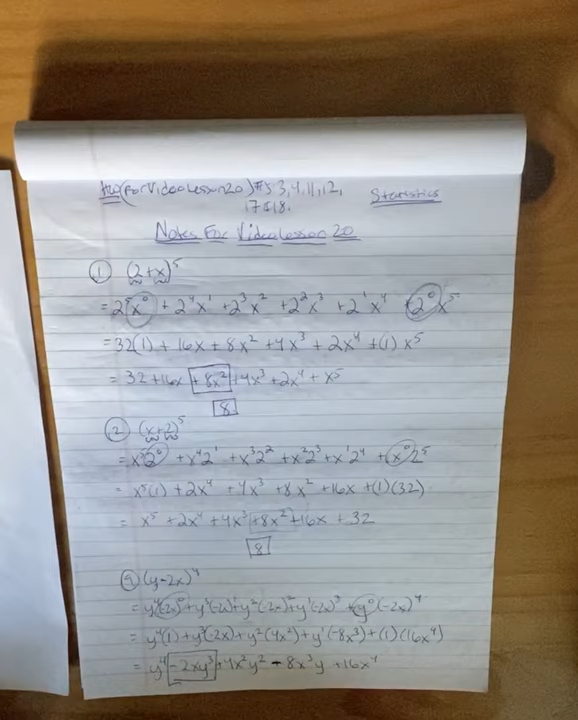 (For Video Lesson 20) #'s 3, 4, 11, 12, Statistics
17 & 18.
Notes For Video Lesson 20
① (2+x)⁵
= 2⁵x⁰ + 2⁴x¹ + 2³x² + 2²x³ + 2¹x⁴ + 2⁰x⁵
= 32(1) + 16x + 8x² + 4x³ + 2x⁴ + (1)x⁵
= 32 + 16x + 8x² + 4x³ + 2x⁴ + x⁵
8
2. (x+2)⁵
= x⁵2⁰ + x⁴2¹ + x³2² + x²2³ + x¹2⁴ + x⁰2⁵
= x⁵(1) + 2x⁴ + 4x³ + 8x² + 16x + (1)(32)
= x⁵ + 2x⁴ + 4x³ + 8x² + 16x + 32
8
(y-2x)⁴
= y⁴(-2x)⁰ + y³(-2x)¹ + y²(-2x)² + y¹(-2x)³ + y⁰(-2x)⁴
= y⁴(1) + y³(-2x) + y²(4x²) + y¹(-8x³) + (1)(16x⁴)
= y⁴ - 2xy³ + 4x²y² - 8x³y + 16x⁴